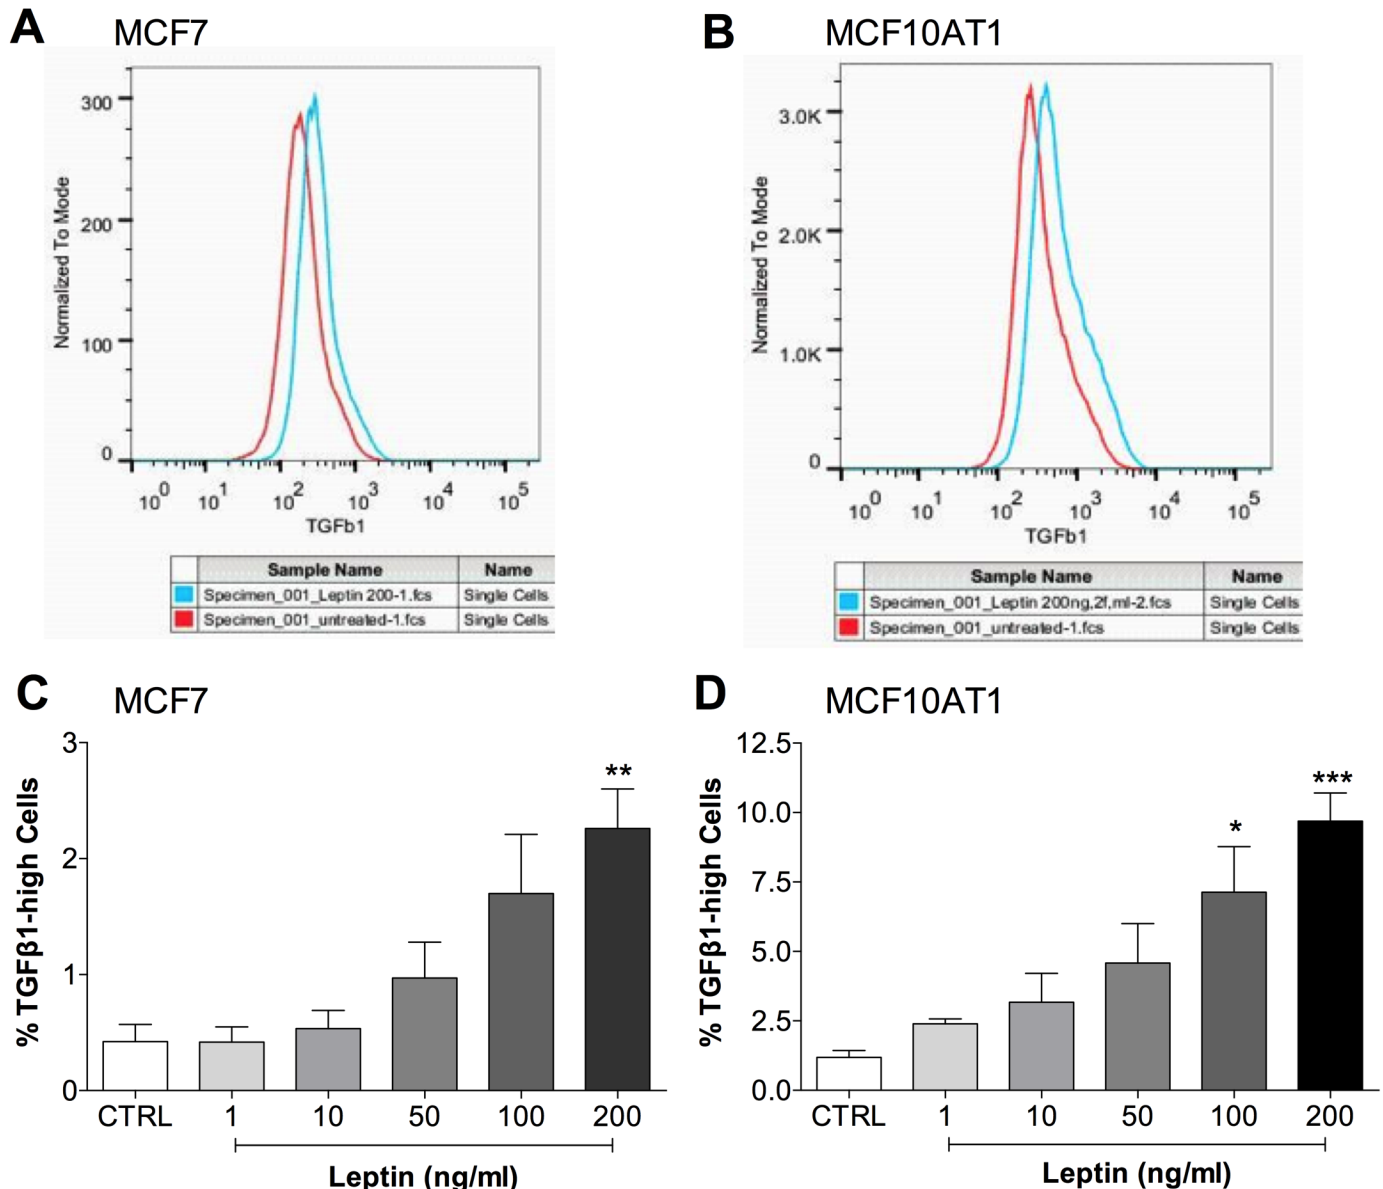 A MCF7
300
200
100
0
Normalized To Mode
10^0 10^1 10^2 10^3 10^4 10^5
TGFb1
Sample Name Name
Specimen_001_Leptin 200-1.fcs Single Cells
Specimen_001_untreated-1.fcs Single Cells
B MCF10AT1
3.0K
2.0K
1.0K
0
Normalized To Mode
10^0 10^1 10^2 10^3 10^4 10^5
TGFb1
Sample Name Name
Specimen_001_Leptin 200ng,2f,ml-2.fcs Single Cells
Specimen_001_untreated-1.fcs Single Cells
C MCF7
3
2
1
0
% TGFβ1-high Cells
**
CTRL 1 10 50 100 200
Leptin (ng/ml)
D MCF10AT1
12.5
10.0
7.5
5.0
2.5
0.0
% TGFβ1-high Cells
*
***
CTRL 1 10 50 100 200
Leptin (ng/ml)